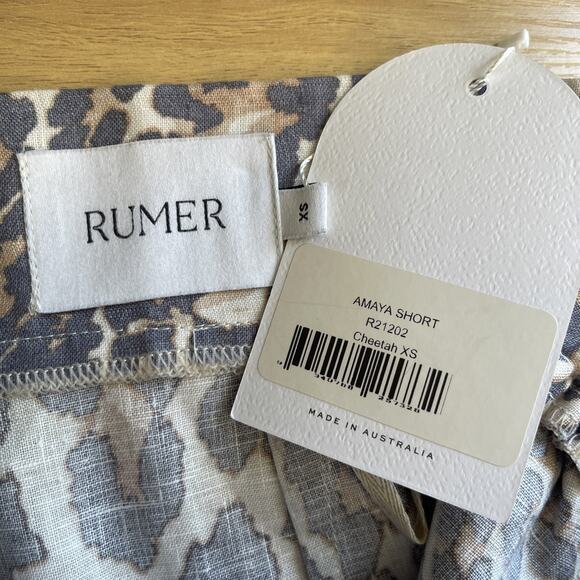 RUMER
XS
AMAYA SHORT
R21202
Cheetah XS
MADE IN AUSTRALIA